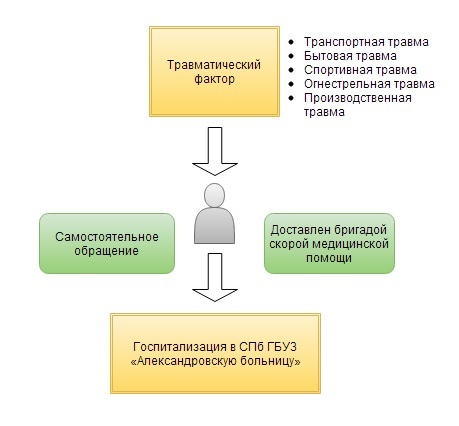 Травматический
фактор
• Транспортная травма
• Бытовая травма
• Спортивная травма
• Огнестрельная травма
• Производственная
травма
Самостоятельное
обращение
Доставлен бригадой
скорой медицинской
помощи
Госпитализация в СПб ГБУЗ
«Александровскую больницу»